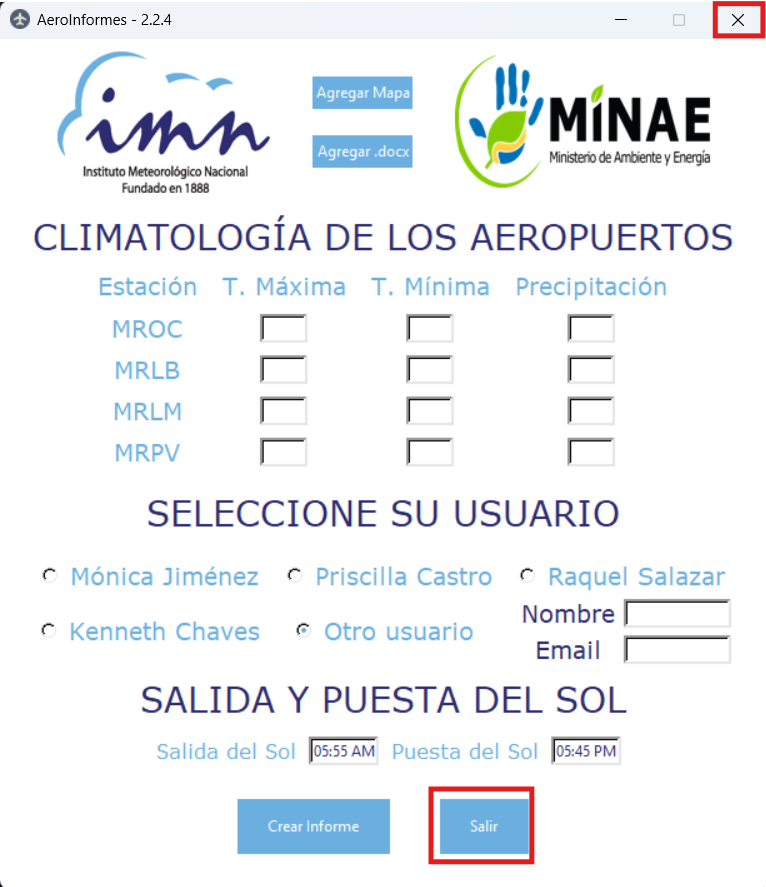 AeroInformes - 2.2.4
imn
Instituto Meteorológico Nacional
Fundado en 1888
Agregar Mapa
Agregar .docx
MINAE
Ministerio de Ambiente y Energía
CLIMATOLOGÍA DE LOS AEROPUERTOS
Estación T. Máxima T. Mínima Precipitación
MROC
MRLB
MRLM
MRPV
SELECCIONE SU USUARIO
Mónica Jiménez Priscilla Castro Raquel Salazar
Kenneth Chaves Otro usuario
Nombre
Email
SALIDA Y PUESTA DEL SOL
Salida del Sol 05:55 AM Puesta del Sol 05:45 PM
Crear Informe Salir